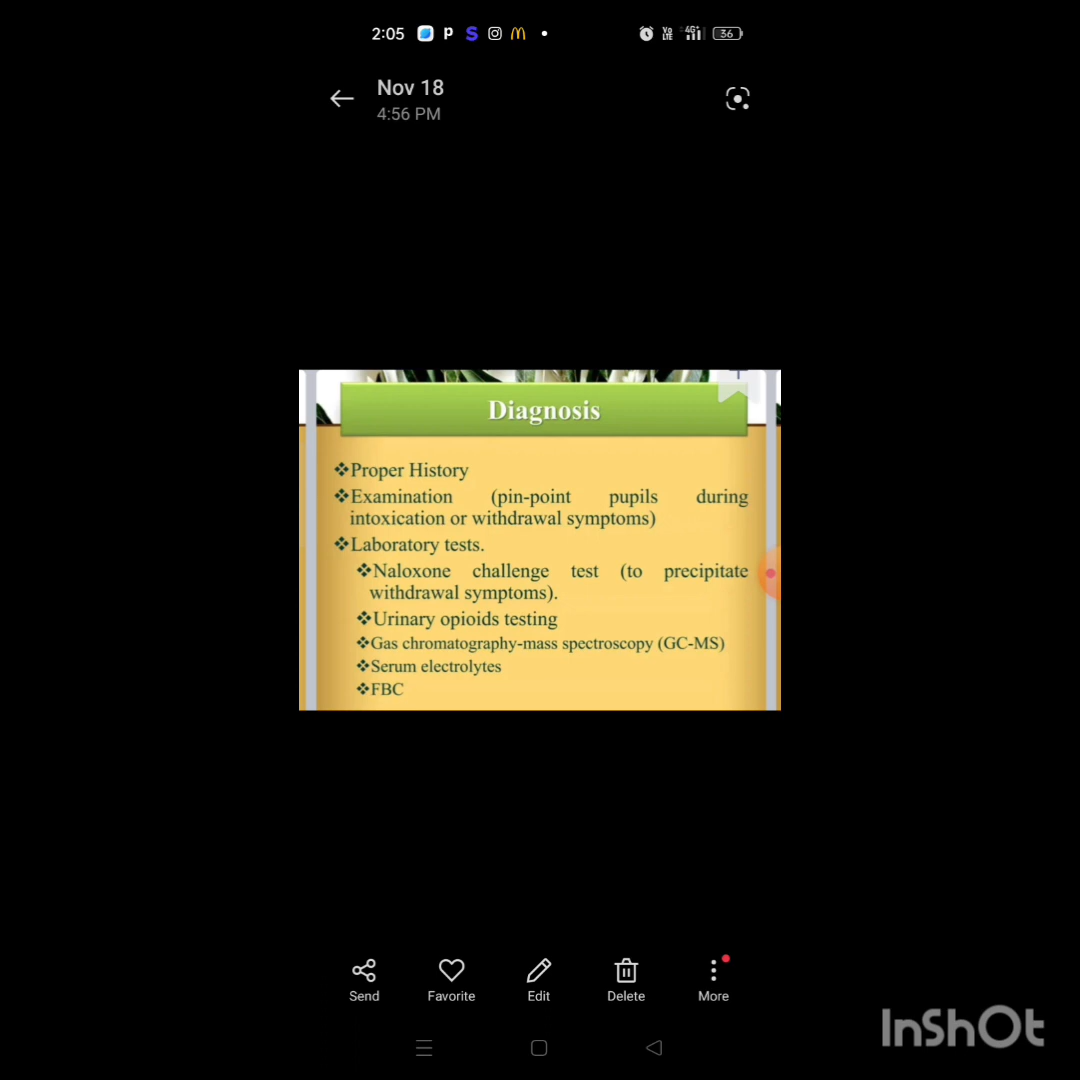 2:05 P S 4G+ 36
Nov 18
4:56 PM
Diagnosis
❖Proper History
❖Examination (pin-point pupils during
intoxication or withdrawal symptoms)
❖Laboratory tests.
❖Naloxone challenge test (to precipitate
withdrawal symptoms).
❖Urinary opioids testing
❖Gas chromatography-mass spectroscopy (GC-MS)
❖Serum electrolytes
❖FBC
Send Favorite Edit Delete More
InShOt